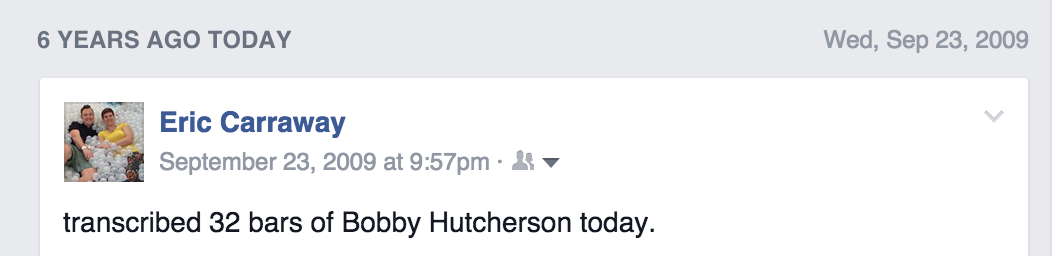 6 YEARS AGO TODAY Wed, Sep 23, 2009
Eric Carraway
September 23, 2009 at 9:57pm ·
transcribed 32 bars of Bobby Hutcherson today.